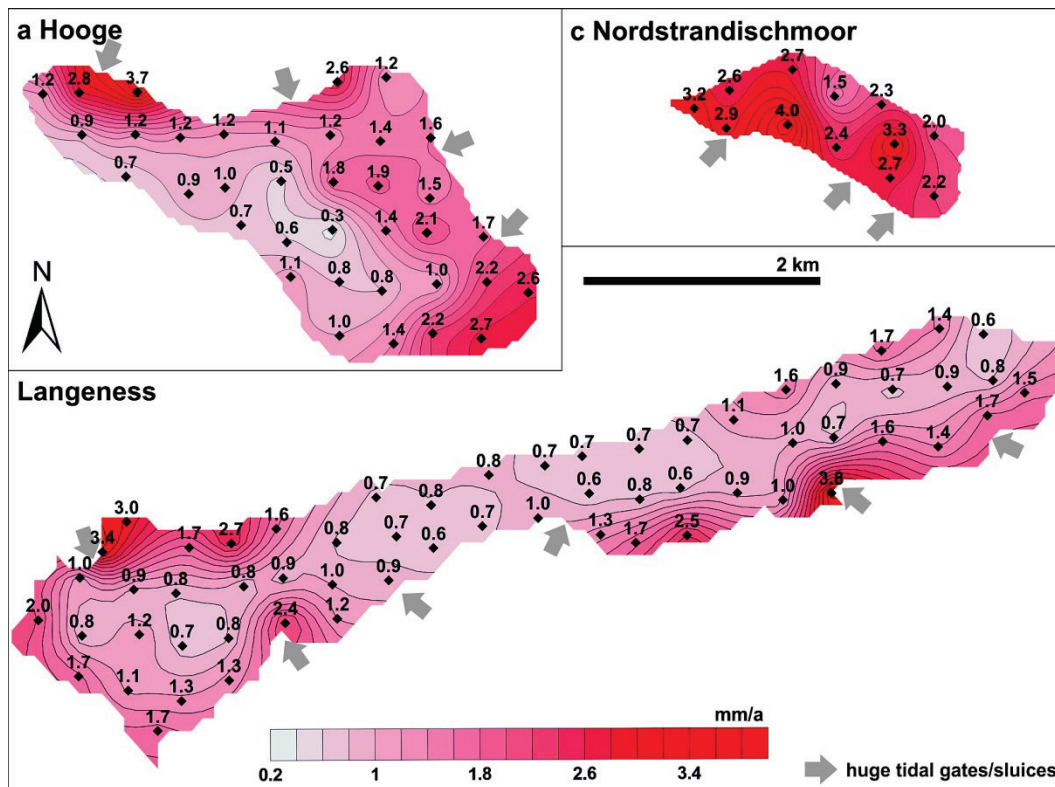 a Hooge
2.6 1.2
1.2 2.8 3.7
0.9 1.2 1.2 1.2 1.1 1.2 1.4 1.6
0.7 0.9 1.0 0.5 1.8 1.9 1.5
0.7 0.6 0.3 1.4 2.1 1.7
1.1 0.8 0.8 1.0 2.2 2.6
1.0 1.4 2.2 2.7
N
c Nordstrandischmoor
2.7
2.6 1.5 2.3
3.2 2.9 4.0 2.4 3.3 2.0
2.7 2.2
2 km
Langeness
1.7 1.4 0.6
1.6 0.9 0.7 0.9 0.8 1.5
1.1 1.0 0.7 1.6 1.4 1.7
0.8 0.7 0.7 0.7 0.7
0.7 0.8 0.6 0.8 0.6 0.9 1.0 3.8
3.0 1.6 0.8 0.7 0.7 1.0 1.3 1.7 2.5
3.4 1.7 2.7 0.6
1.0 0.9 0.8 0.8 0.9 1.0 0.9
2.0 0.8 1.2 0.7 0.8 2.4 1.2
1.7 1.1 1.3 1.3
1.7
mm/a
0.2 1 1.8 2.6 3.4
huge tidal gates/sluices